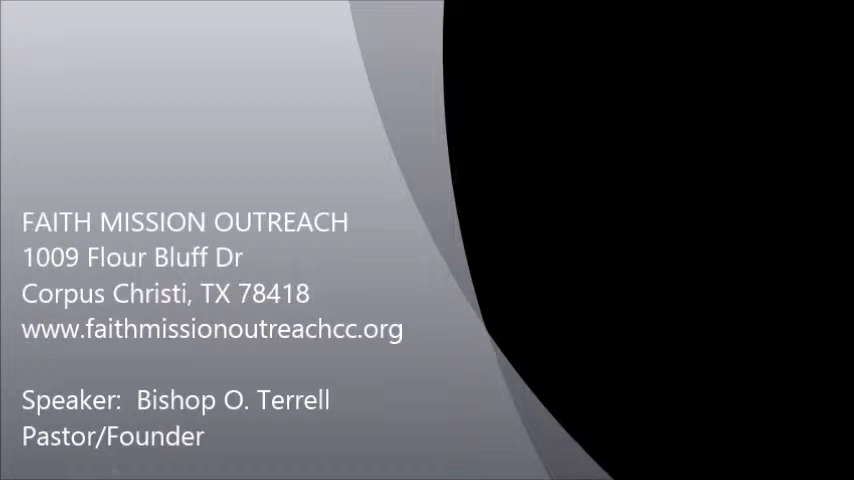 FAITH MISSION OUTREACH
1009 Flour Bluff Dr
Corpus Christi, TX 78418
www.faithmissionoutreachcc.org
Speaker:  Bishop O. Terrell
Pastor/Founder